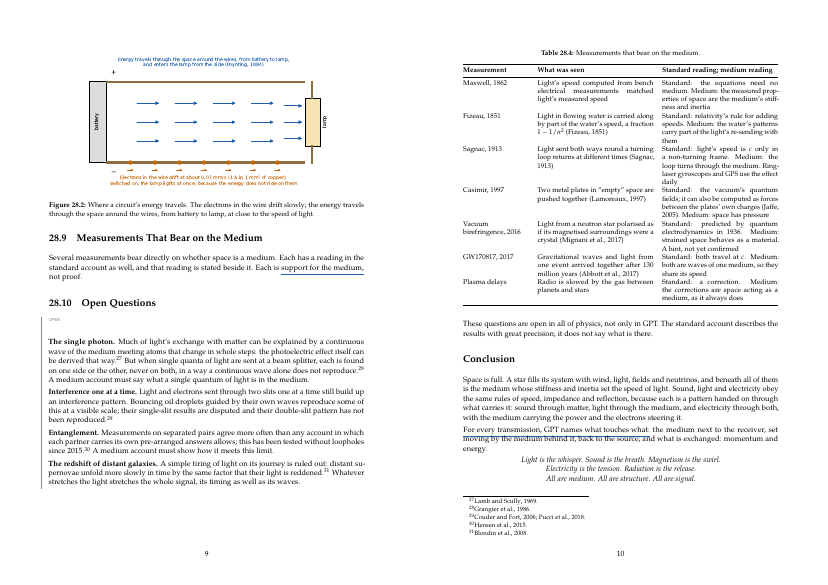 Energy travels through the space around the wires, from battery to lamp,
and enters the lamp from the side (Poynting, 1884)
+
battery
lamp
−
Electrons in the wire drift at about 0.07 mm/s (1 A in 1 mm² of copper)
switched on, the lamp lights at once, because the energy does not ride on them
Figure 28.2: Where a circuit's energy travels. The electrons in the wire drift slowly; the energy travels
through the space around the wires, from battery to lamp, at close to the speed of light.
28.9 Measurements That Bear on the Medium
Several measurements bear directly on whether space is a medium. Each has a reading in the
standard account as well, and that reading is stated beside it. Each is support for the medium,
not proof.
28.10 Open Questions
OPEN
The single photon. Much of light's exchange with matter can be explained by a continuous
wave of the medium meeting atoms that change in whole steps: the photoelectric effect itself can
be derived that way.27 But when single quanta of light are sent at a beam splitter, each is found
on one side or the other, never on both, in a way a continuous wave alone does not reproduce.28
A medium account must say what a single quantum of light is in the medium.
Interference one at a time. Light and electrons sent through two slits one at a time still build up
an interference pattern. Bouncing oil droplets guided by their own waves reproduce some of
this at a visible scale; their single-slit results are disputed and their double-slit pattern has not
been reproduced.29
Entanglement. Measurements on separated pairs agree more often than any account in which
each partner carries its own pre-arranged answers allows; this has been tested without loopholes
since 2015.30 A medium account must show how it meets this limit.
The redshift of distant galaxies. A simple tiring of light on its journey is ruled out: distant su-
pernovae unfold more slowly in time by the same factor that their light is reddened.31 Whatever
stretches the light stretches the whole signal, its timing as well as its waves.
9
Table 28.4: Measurements that bear on the medium.
Measurement What was seen Standard reading; medium reading
Maxwell, 1862 Light's speed computed from bench Standard: the equations need no
electrical measurements matched medium. Medium: the measured prop-
light's measured speed erties of space are the medium's stiff-
ness and inertia
Fizeau, 1851 Light in flowing water is carried along Standard: relativity's rule for adding
by part of the water's speed, a fraction speeds. Medium: the water's patterns
1 − 1/n² (Fizeau, 1851) carry part of the light's re-sending with
them
Sagnac, 1913 Light sent both ways round a turning Standard: light's speed is c only in
loop returns at different times (Sagnac, a non-turning frame. Medium: the
1913) loop turns through the medium. Ring-
laser gyroscopes and GPS use the effect
daily
Casimir, 1997 Two metal plates in "empty" space are Standard: the vacuum's quantum
pushed together (Lamoreaux, 1997) fields; it can also be computed as forces
between the plates' own charges (Jaffe,
2005). Medium: space has pressure
Vacuum Light from a neutron star polarised as Standard: predicted by quantum
birefringence, 2016 if its magnetised surroundings were a electrodynamics in 1936. Medium:
crystal (Mignani et al., 2017) strained space behaves as a material.
A hint, not yet confirmed
GW170817, 2017 Gravitational waves and light from Standard: both travel at c. Medium:
one event arrived together after 130 both are waves of one medium, so they
million years (Abbott et al., 2017) share its speed
Plasma delays Radio is slowed by the gas between Standard: a correction. Medium:
planets and stars the corrections are space acting as a
medium, as it always does
These questions are open in all of physics, not only in GPT. The standard account describes the
results with great precision; it does not say what is there.
Conclusion
Space is full. A star fills its system with wind, light, fields and neutrinos, and beneath all of them
is the medium whose stiffness and inertia set the speed of light. Sound, light and electricity obey
the same rules of speed, impedance and reflection, because each is a pattern handed on through
what carries it: sound through matter, light through the medium, and electricity through both,
with the medium carrying the power and the electrons steering it.
For every transmission, GPT names what touches what: the medium next to the receiver, set
moving by the medium behind it, back to the source; and what is exchanged: momentum and
energy.
Light is the whisper. Sound is the breath. Magnetism is the swirl.
Electricity is the tension. Radiation is the release.
All are medium. All are structure. All are signal.
27Lamb and Scully, 1969.
28Grangier et al., 1986.
29Couder and Fort, 2006; Pucci et al., 2018.
30Hensen et al., 2015.
31Blondin et al., 2008.
10